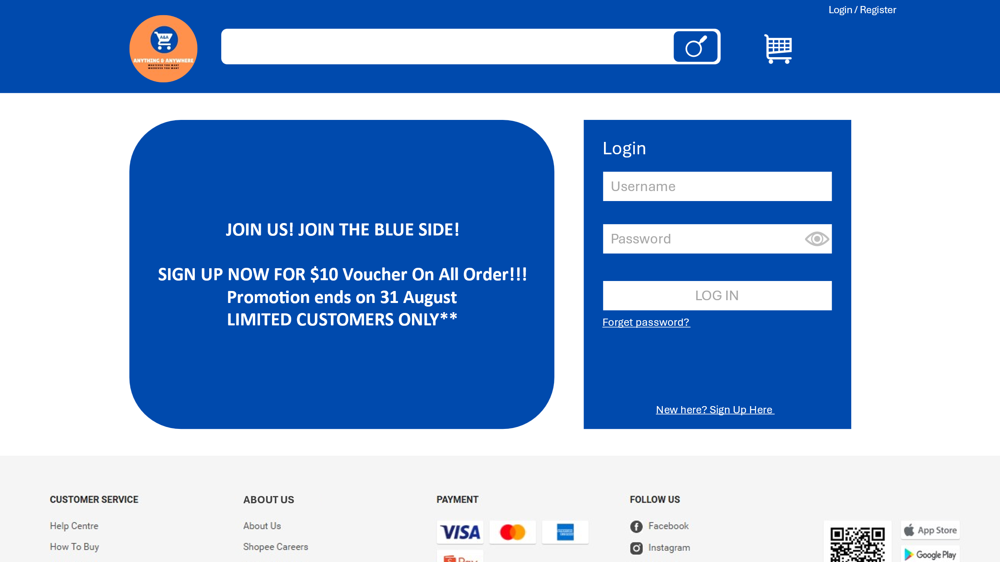 Login / Register
A&A
ANYTHING & ANYWHERE
WHATEVER YOU WANT
WHEREVER YOU WANT
JOIN US! JOIN THE BLUE SIDE!
SIGN UP NOW FOR $10 Voucher On All Order!!!
Promotion ends on 31 August
LIMITED CUSTOMERS ONLY**
Login
Username
Password
LOG IN
Forget password?
New here? Sign Up Here
CUSTOMER SERVICE
Help Centre
How To Buy
ABOUT US
About Us
Shopee Careers
PAYMENT
VISA
AMERICAN EXPRESS
S Pay
FOLLOW US
Facebook
Instagram
App Store
Google Play